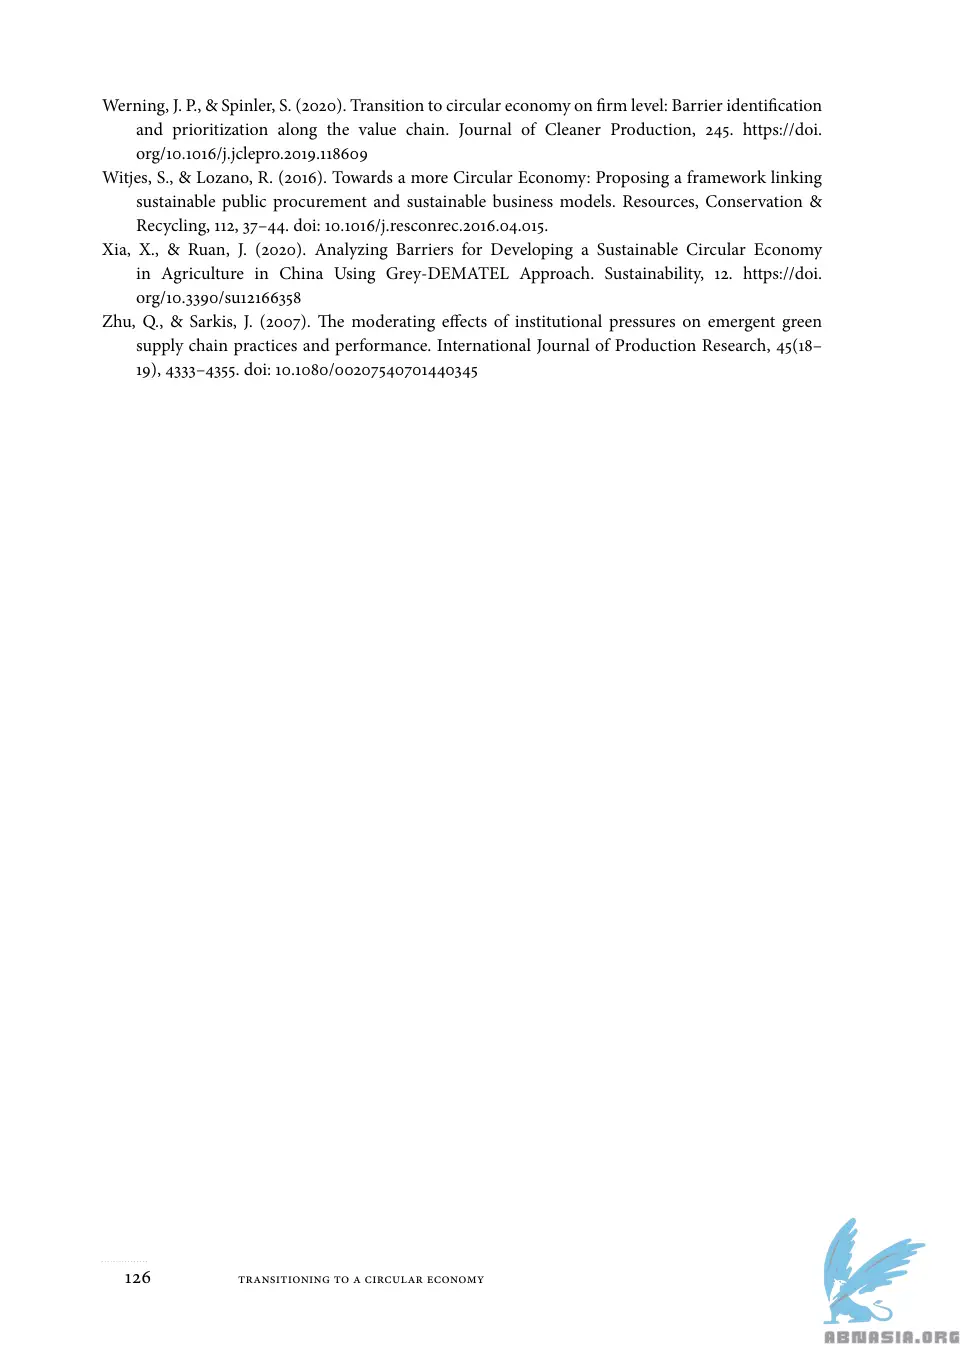 Werning, J. P., & Spinler, S. (2020). Transition to circular economy on firm level: Barrier identification
and prioritization along the value chain. Journal of Cleaner Production, 245. https://doi.
org/10.1016/j.jclepro.2019.118609
Witjes, S., & Lozano, R. (2016). Towards a more Circular Economy: Proposing a framework linking
sustainable public procurement and sustainable business models. Resources, Conservation &
Recycling, 112, 37–44. doi: 10.1016/j.resconrec.2016.04.015.
Xia, X., & Ruan, J. (2020). Analyzing Barriers for Developing a Sustainable Circular Economy
in Agriculture in China Using Grey-DEMATEL Approach. Sustainability, 12. https://doi.
org/10.3390/su12166358
Zhu, Q., & Sarkis, J. (2007). The moderating effects of institutional pressures on emergent green
supply chain practices and performance. International Journal of Production Research, 45(18–
19), 4333–4355. doi: 10.1080/00207540701440345
126 TRANSITIONING TO A CIRCULAR ECONOMY
ABNASIA.ORG